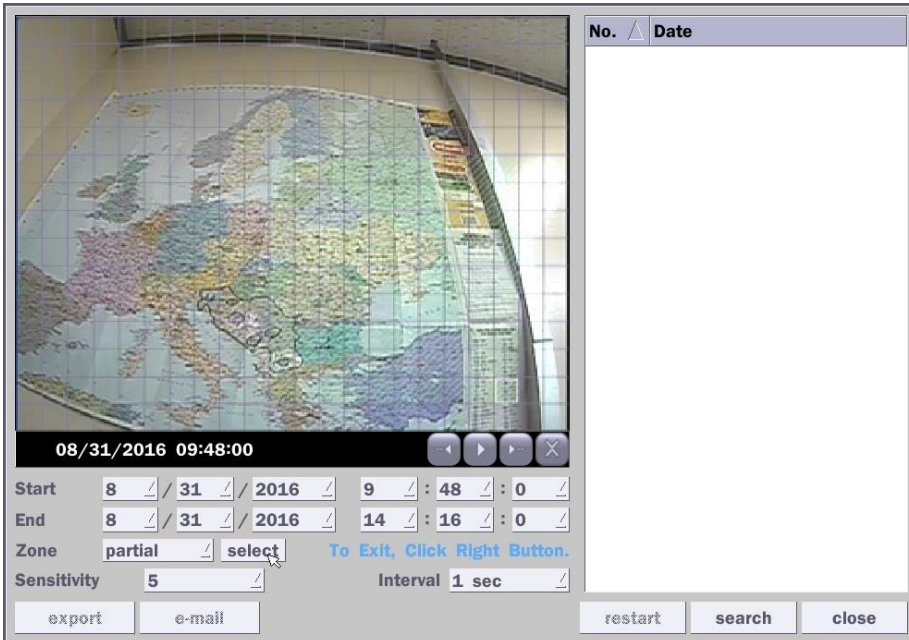 No. Date
08/31/2016 09:48:00
Start 8 / 31 / 2016 9 : 48 : 0
End 8 / 31 / 2016 14 : 16 : 0
Zone partial select To Exit, Click Right Button.
Sensitivity 5 Interval 1 sec
export e-mail restart search close